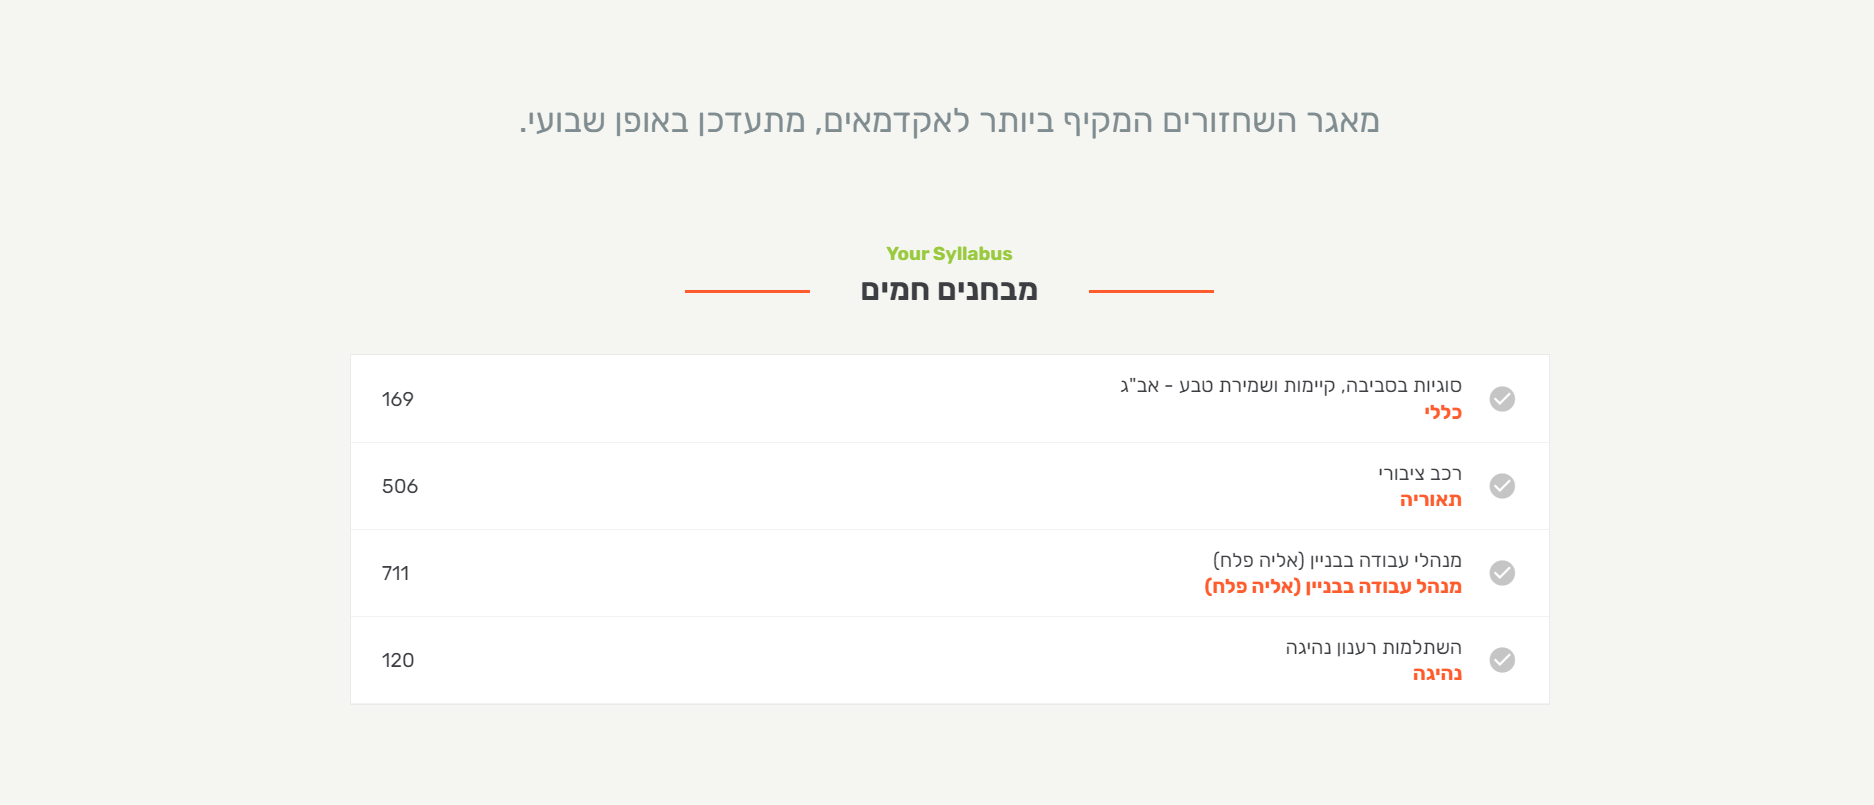 מאגר השחזורים המקיף ביותר לאקדמאים, מתעדכן באופן שבועי.
Your Syllabus
מבחנים חמים
סוגיות בסביבה, קיימות ושמירת טבע - אב"ג
כללי
169
רכב ציבורי
תאוריה
506
מנהלי עבודה בבניין (אליה פלח)
מנהל עבודה בבניין (אליה פלח)
711
השתלמות רענון נהיגה
נהיגה
120